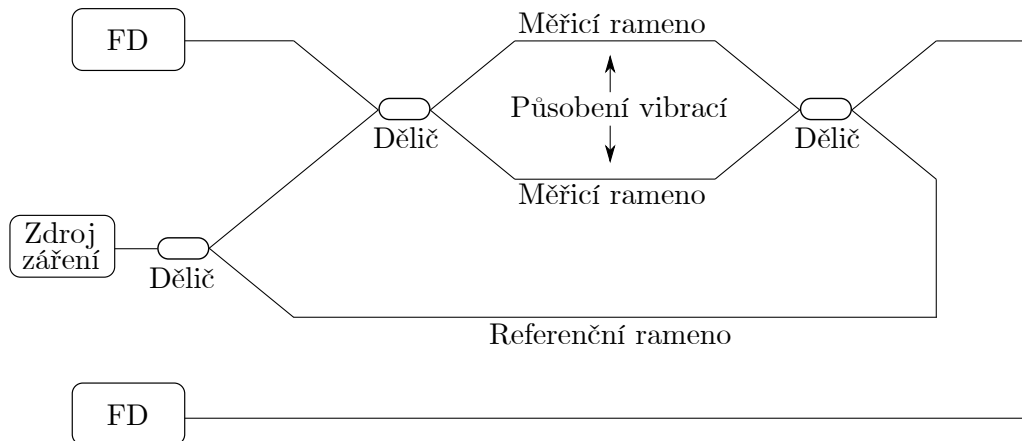 Měřicí rameno
FD
Působení vibrací
Dělič
Dělič
Měřicí rameno
Zdroj
záření
Dělič
Referenční rameno
FD